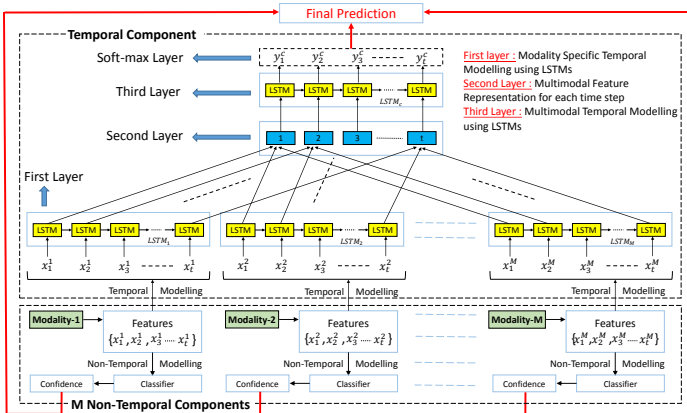 Final Prediction
Temporal Component
Soft-max Layer
y_1^c y_2^c y_3^c ------ y_t^c
First layer : Modality Specific Temporal
Modelling using LSTMs
Second Layer : Multimodal Feature
Representation for each time step
Third Layer : Multimodal Temporal Modelling
using LSTMs
Third Layer
LSTM LSTM LSTM LSTM
LSTM_c
Second Layer
1 2 3 t
First Layer
LSTM LSTM LSTM LSTM
LSTM_1
LSTM LSTM LSTM LSTM
LSTM_2
LSTM LSTM LSTM LSTM
LSTM_M
x_1^1 x_2^1 x_3^1 ----- x_t^1
x_1^2 x_2^2 x_3^2 ----- x_t^2
x_1^M x_2^M x_3^M ----- x_t^M
Temporal Modelling
Temporal Modelling
Temporal Modelling
Modality-1
Features
{x_1^1, x_2^1, x_3^1 .... x_t^1}
Modality-2
Features
{x_1^2, x_2^2, x_3^2 .... x_t^2}
Modality-M
Features
{x_1^M, x_2^M, x_3^M .... x_t^M}
Non-Temporal Modelling
Non-Temporal Modelling
Non-Temporal Modelling
Confidence Classifier
Confidence Classifier
Confidence Classifier
M Non-Temporal Components